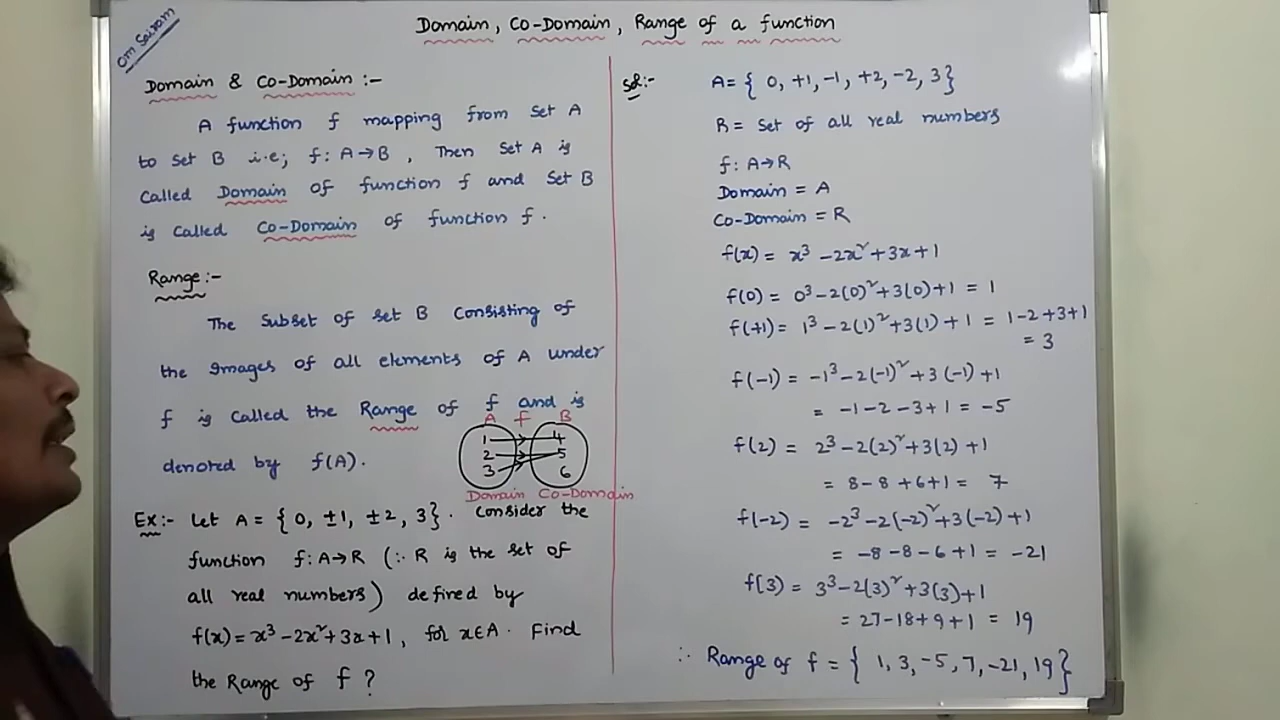 Om Sairam
Domain, Co-Domain, Range of a function
Domain & Co-Domain :-
A function f mapping from Set A
to Set B i.e; f: A→B , Then Set A is
Called Domain of function f and Set B
is Called Co-Domain of function f.
Range:-
The Subset of Set B Consisting of
the Images of all elements of A under
f is Called the Range of f and is
denoted by f(A).
A f B
1 4
2 5
3 6
Domain Co-Domain
Ex:- Let A = { 0, ±1, ±2, 3}. Consider the
function f: A→R (∵ R is the set of
all real numbers) defined by
f(x) = x³ -2x² +3x+1 , for x∈A. Find
the Range of f ?
Sol:- A = { 0, +1, -1, +2, -2, 3}
R = Set of all real numbers
f: A→R
Domain = A
Co-Domain = R
f(x) = x³ -2x² +3x+1
f(0) = 0³ -2(0)² +3(0)+1 = 1
f(+1) = 1³ -2(1)² +3(1)+1 = 1-2+3+1
= 3
f(-1) = -1³ -2(-1)² +3(-1)+1
= -1-2-3+1 = -5
f(2) = 2³ -2(2)² +3(2)+1
= 8-8+6+1 = 7
f(-2) = -2³ -2(-2)² +3(-2)+1
= -8-8-6+1 = -21
f(3) = 3³ -2(3)² +3(3)+1
= 27-18+9+1 = 19
∴ Range of f = { 1, 3, -5, 7, -21, 19}